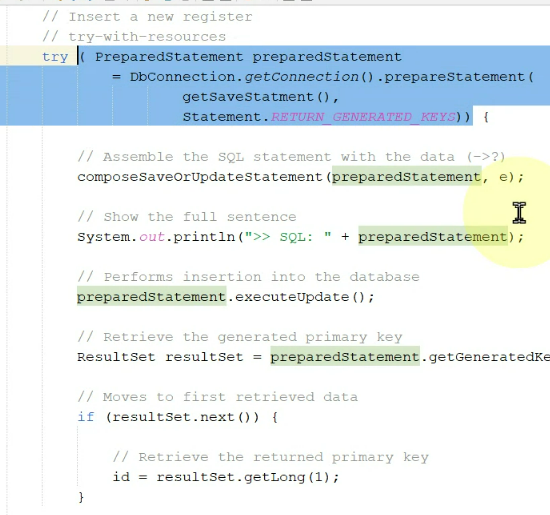 // Insert a new register
// try-with-resources
try ( PreparedStatement preparedStatement
= DbConnection.getConnection().prepareStatement(
getSaveStatment(),
Statement.RETURN_GENERATED_KEYS)) {
// Assemble the SQL statement with the data (->?)
composeSaveOrUpdateStatement(preparedStatement, e);
// Show the full sentence
System.out.println(">> SQL: " + preparedStatement);
// Performs insertion into the database
preparedStatement.executeUpdate();
// Retrieve the generated primary key
ResultSet resultSet = preparedStatement.getGeneratedKe
// Moves to first retrieved data
if (resultSet.next()) {
// Retrieve the returned primary key
id = resultSet.getLong(1);
}